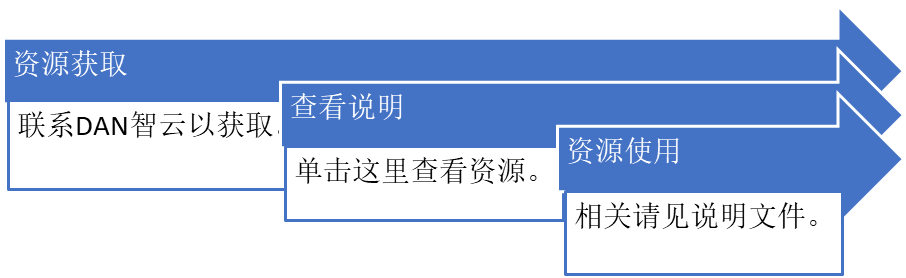 资源获取
联系DAN智云以获取。
查看说明
单击这里查看资源。
资源使用
相关请见说明文件。